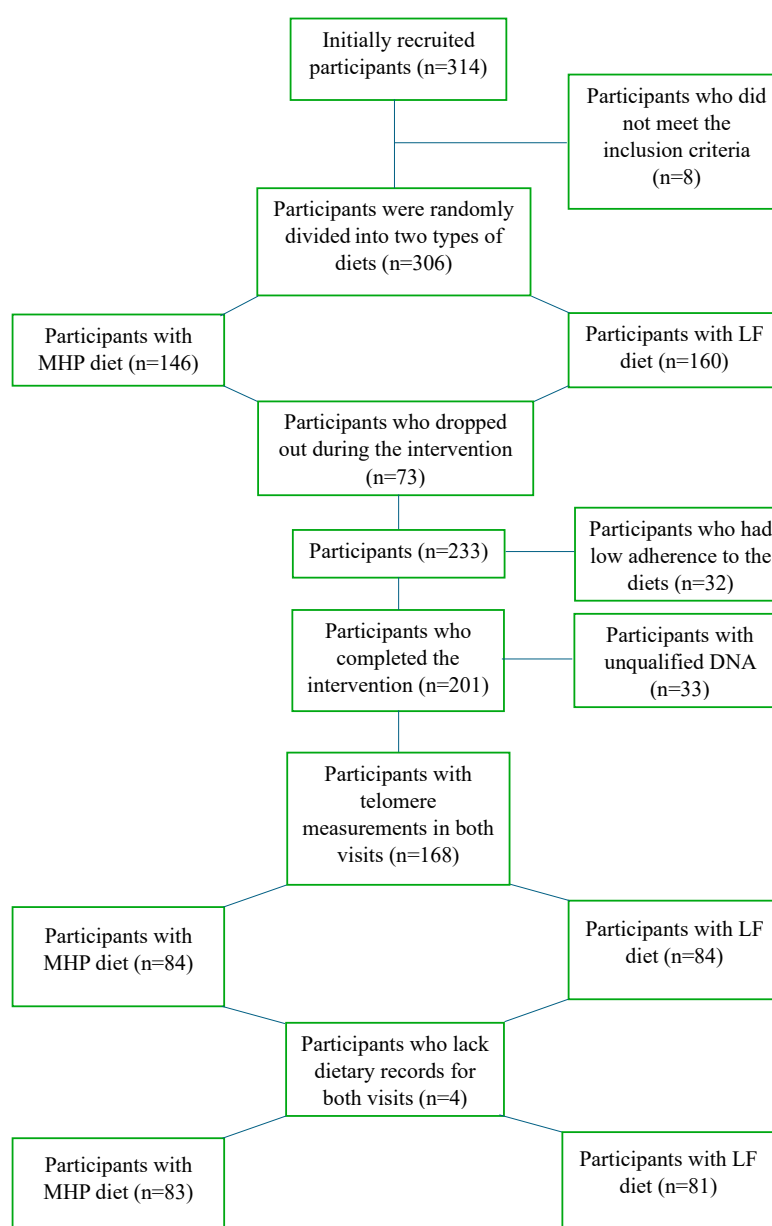 Initially recruited
participants (n=314)
Participants who did
not meet the
inclusion criteria
(n=8)
Participants were randomly
divided into two types of
diets (n=306)
Participants with
MHP diet (n=146)
Participants with LF
diet (n=160)
Participants who dropped
out during the intervention
(n=73)
Participants (n=233)
Participants who had
low adherence to the
diets (n=32)
Participants who
completed the
intervention (n=201)
Participants with
unqualified DNA
(n=33)
Participants with
telomere
measurements in both
visits (n=168)
Participants with
MHP diet (n=84)
Participants with LF
diet (n=84)
Participants who lack
dietary records for
both visits (n=4)
Participants with
MHP diet (n=83)
Participants with LF
diet (n=81)